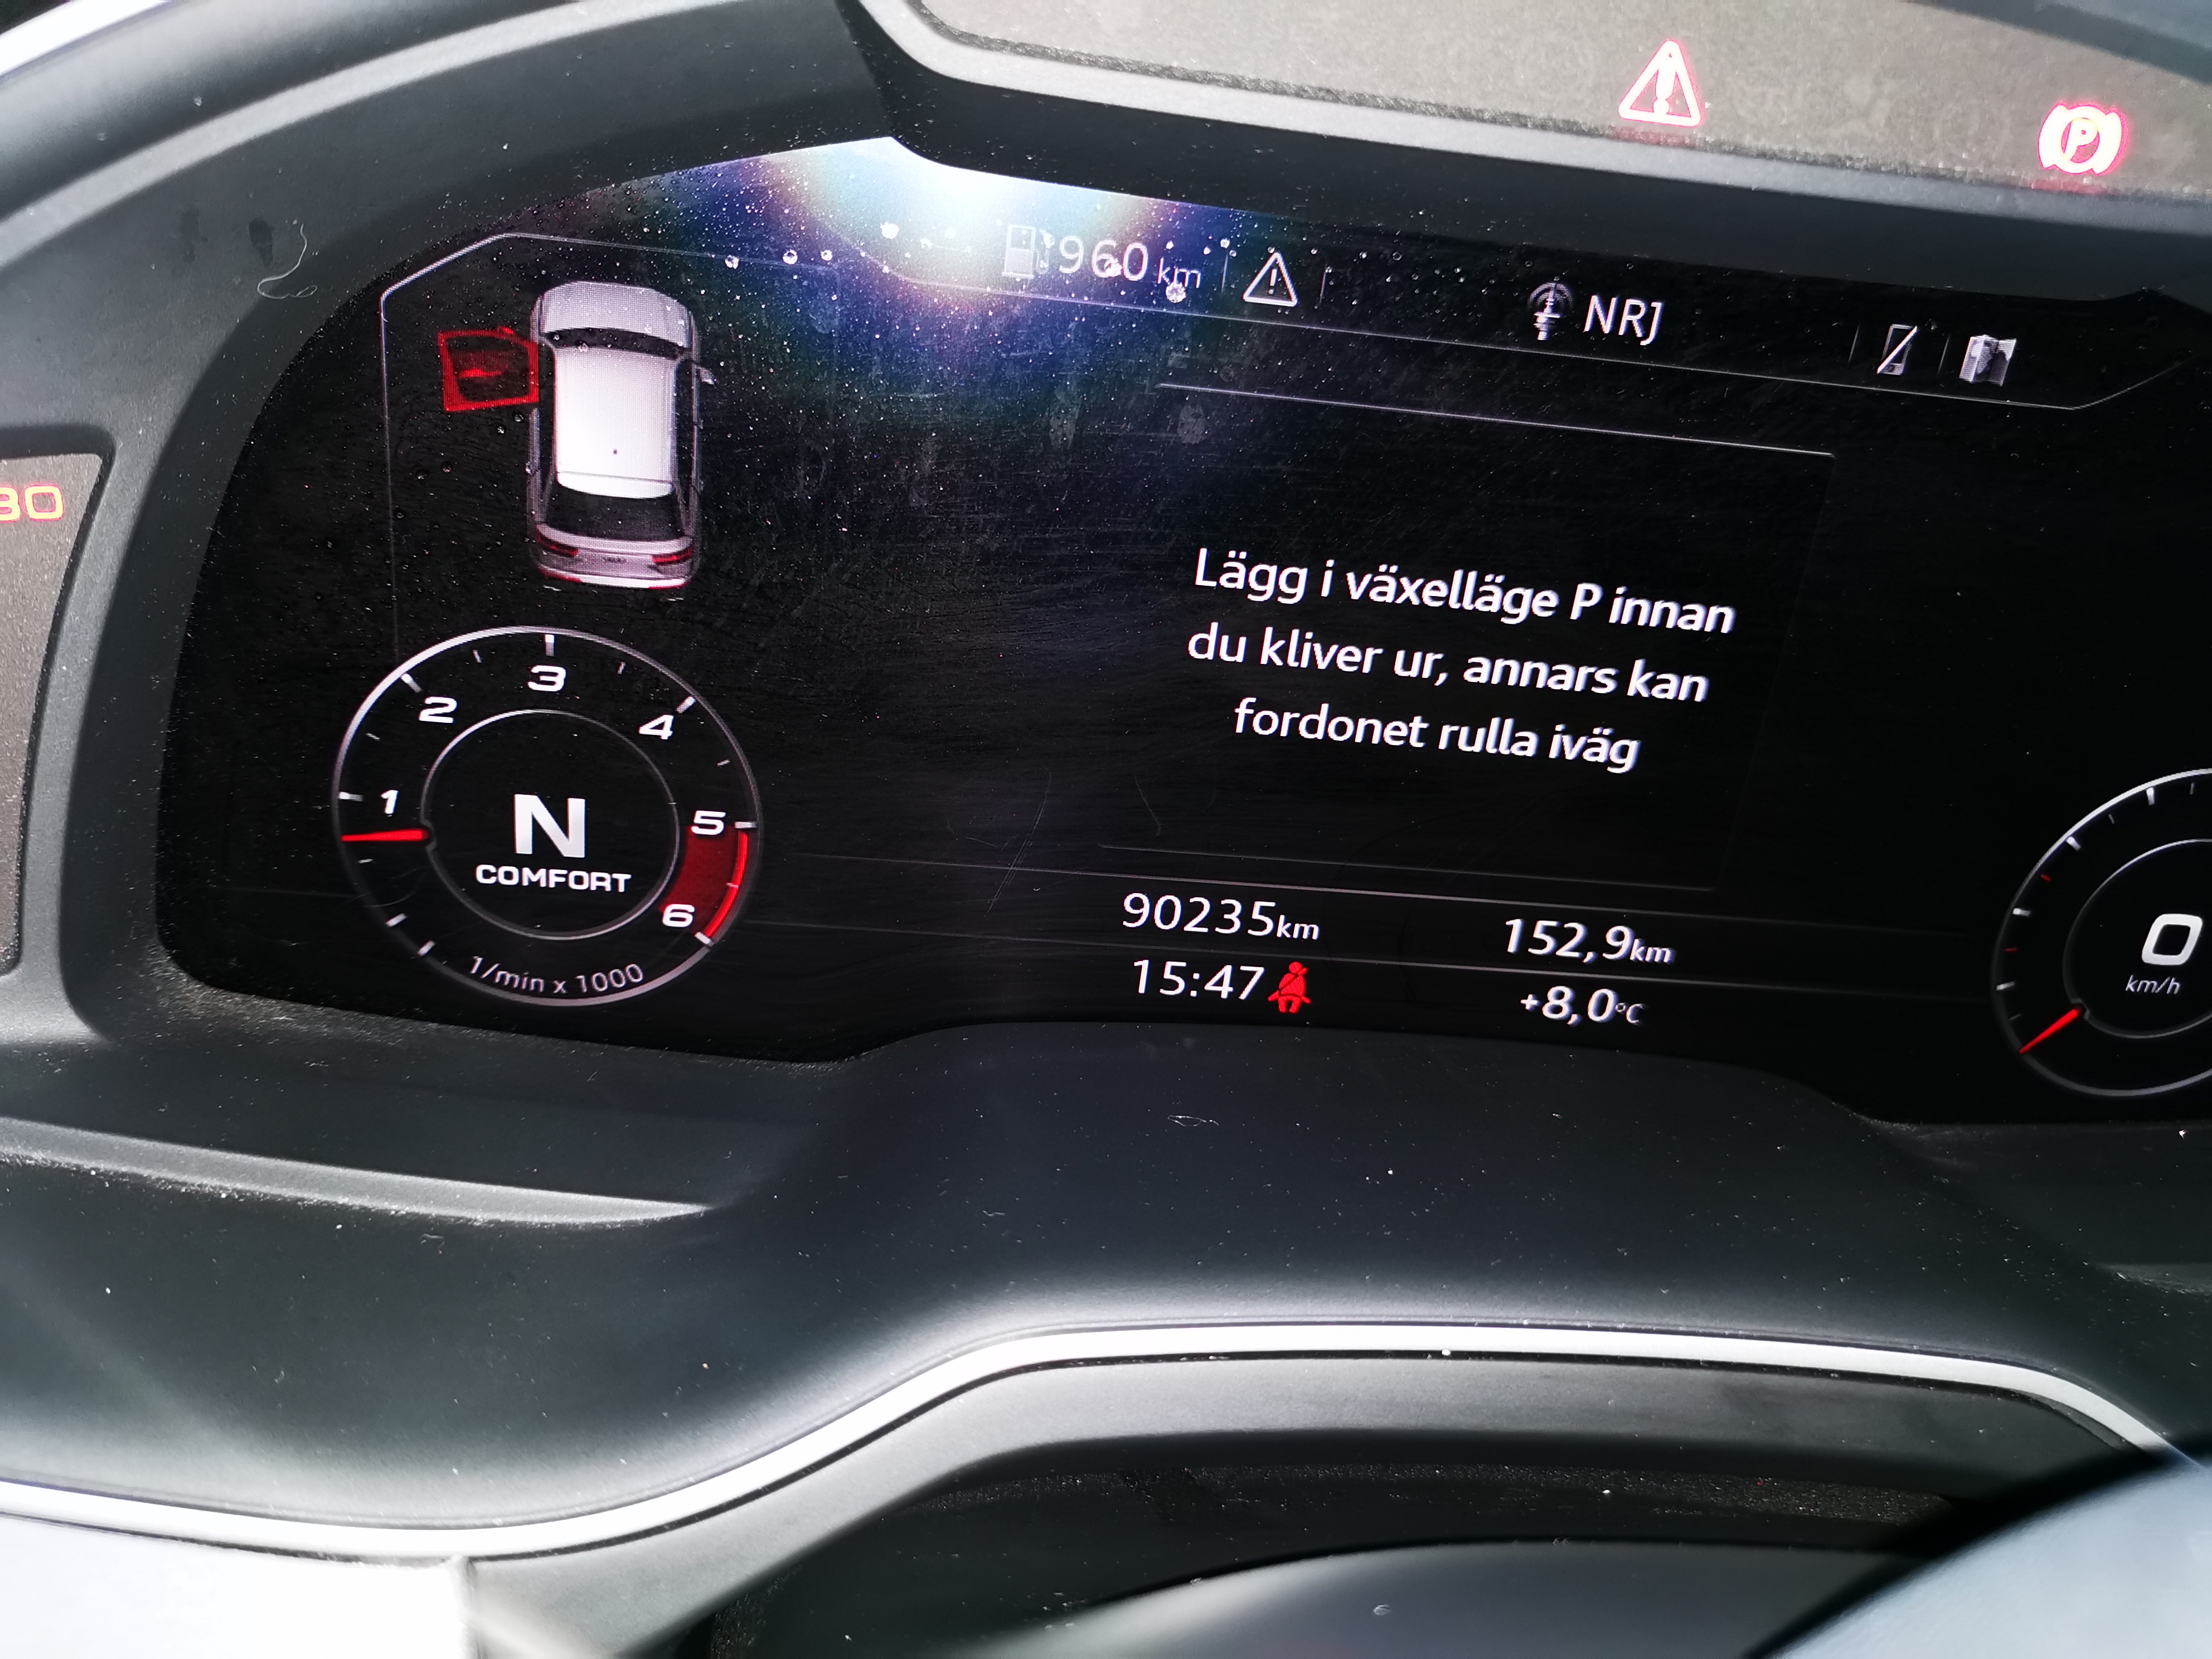 960 km
NRJ
30
Lägg i växelläge P innan
du kliver ur, annars kan
fordonet rulla iväg
1 2 3 4 5 6
N
COMFORT
1/min x 1000
90235km 152,9km
15:47 +8,0°C
0
km/h
P